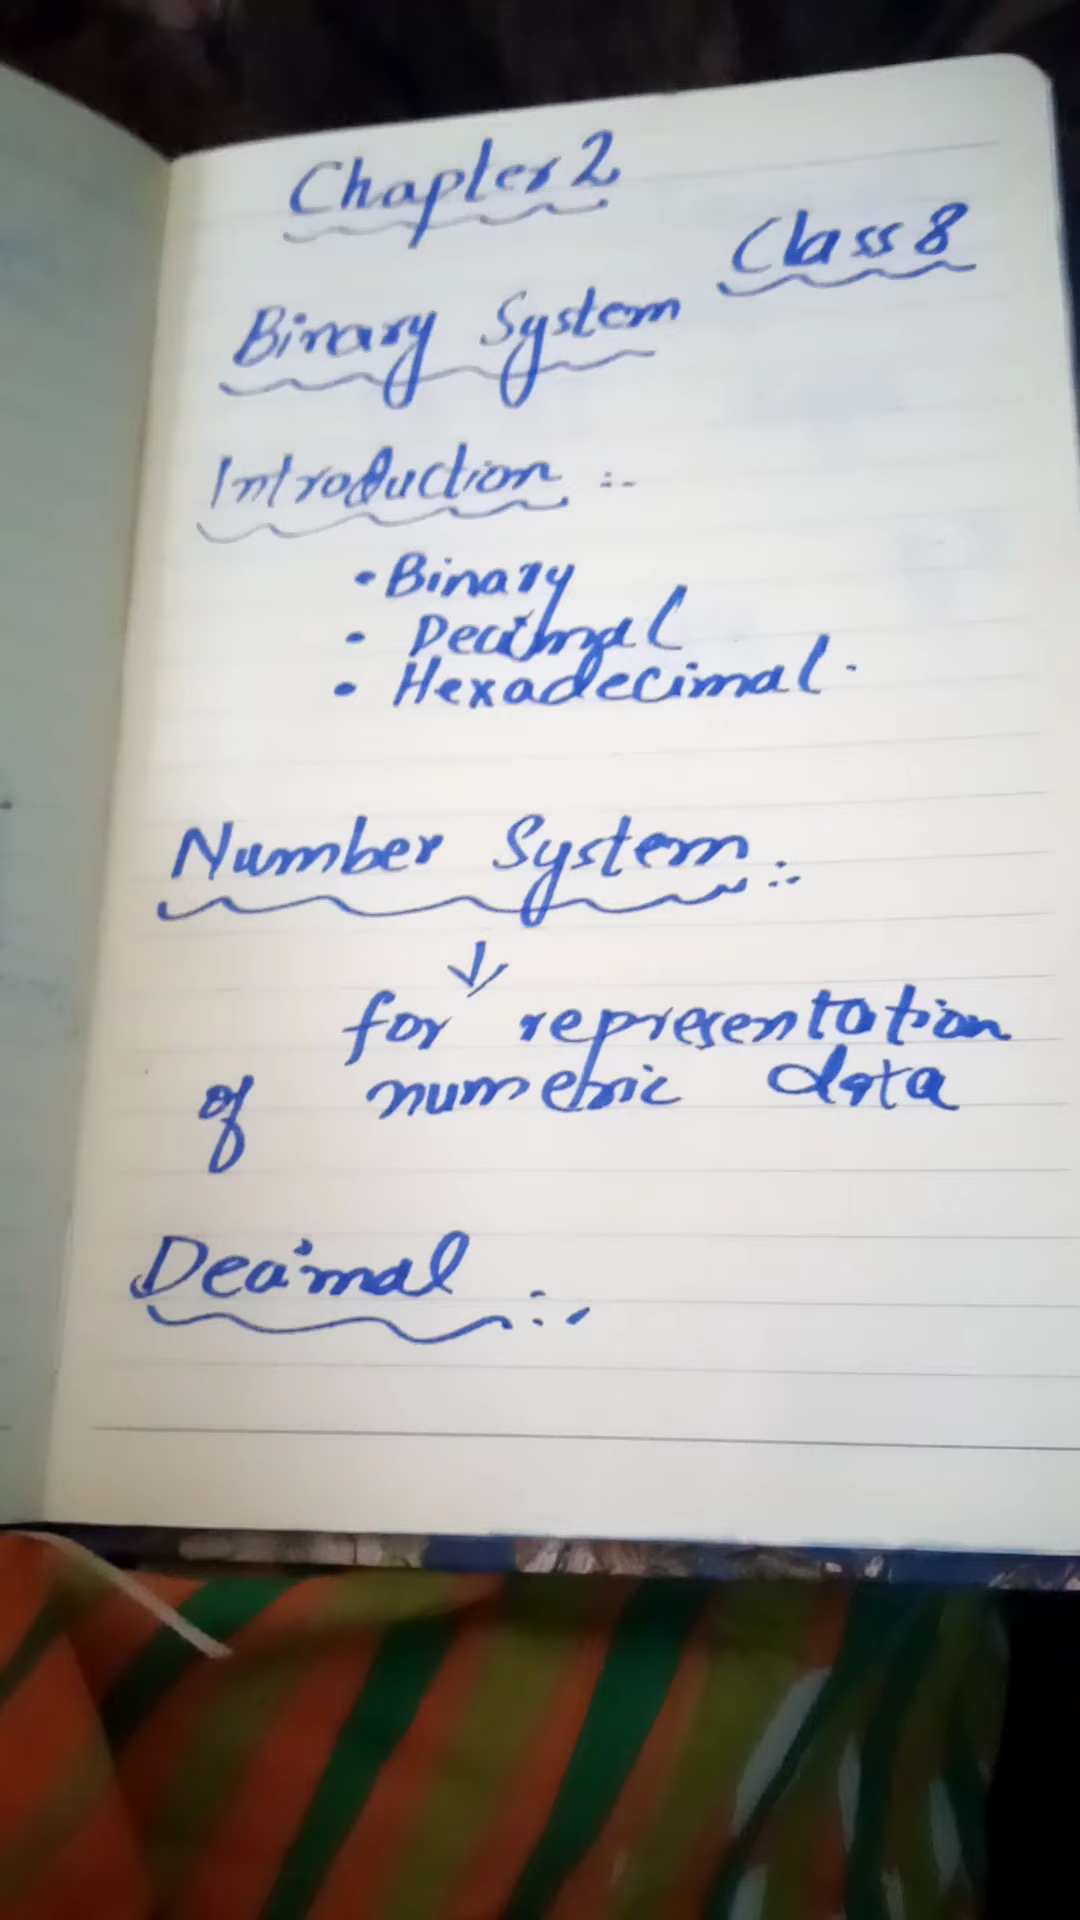 Chapter 2
Class 8
Binary System
Introduction :-
• Binary
• Decimal
• Hexadecimal.
Number System :-
↓
for representation
of numeric data
Decimal :-